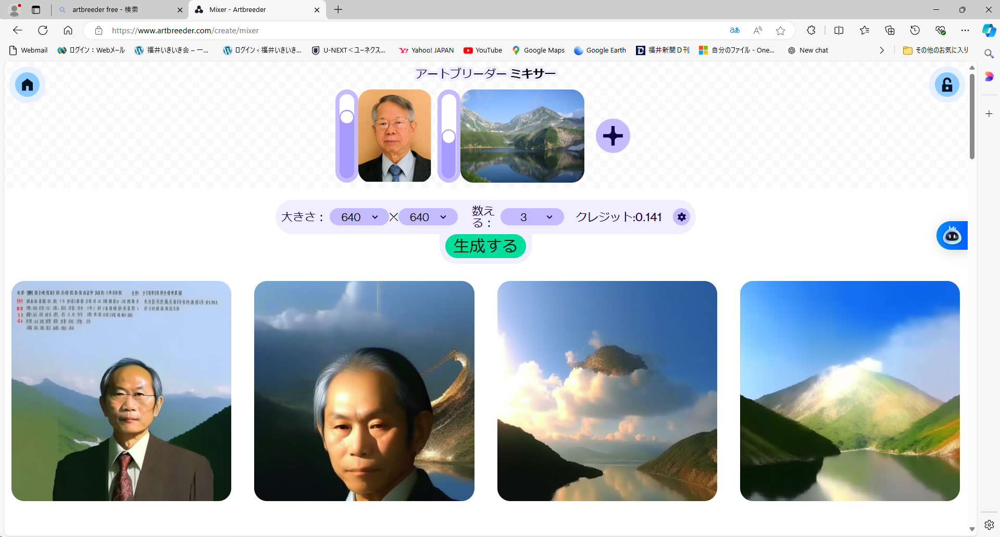 artbreeder free - 検索
Mixer - Artbreeder
https://www.artbreeder.com/create/mixer
Webmail
ログイン：Webメール
福井いきいき会 – 一...
ログイン ‹ 福井いきいき...
U-NEXT＜ユーネクス...
Yahoo! JAPAN
YouTube
Google Maps
Google Earth
福井新聞Ｄ刊
自分のファイル - One...
New chat
その他のお気に入り
アートブリーダー ミキサー
大きさ： 640 × 640 数える： 3 クレジット:0.141
生成する